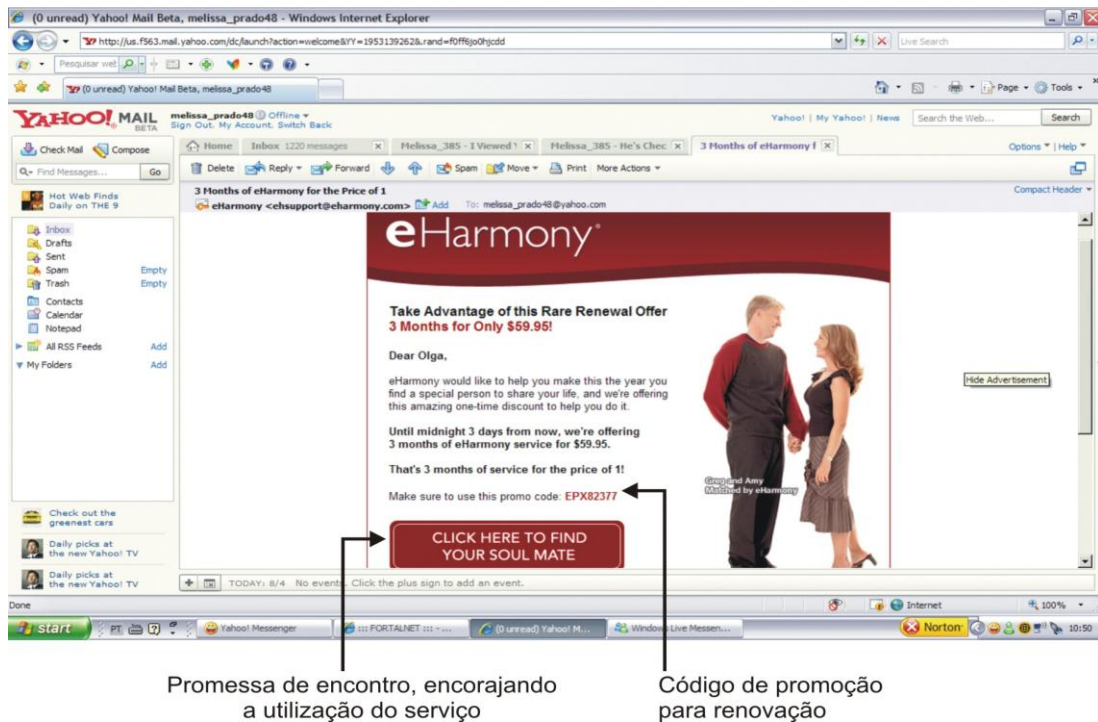 (0 unread) Yahoo! Mail Beta, melissa_prado48 - Windows Internet Explorer
http://us.f563.mail.yahoo.com/dc/launch?action=welcome&YY=1953139262&.rand=f0ff6jo0hjcdd
Live Search
Pesquisar web
(0 unread) Yahoo! Mail Beta, melissa_prado48
Page
Tools
YAHOO! MAIL
BETA
melissa_prado48 Offline
Sign Out, My Account, Switch Back
Yahoo! | My Yahoo! | News
Search the Web...
Search
Check Mail
Compose
Home
Inbox 1220 messages
Melissa_385 - I Viewed
Melissa_385 - He's Chec
3 Months of eHarmony f
Options | Help
Find Messages...
Go
Delete
Reply
Forward
Spam
Move
Print
More Actions
Hot Web Finds
Daily on THE 9
3 Months of eHarmony for the Price of 1
Compact Header
eHarmony <ehsupport@eharmony.com> Add To: melissa_prado48@yahoo.com
Inbox
Drafts
Sent
Spam Empty
Trash Empty
Contacts
Calendar
Notepad
All RSS Feeds Add
My Folders Add
Check out the
greenest cars
Daily picks at
the new Yahoo! TV
Daily picks at
the new Yahoo! TV
eHarmony
Take Advantage of this Rare Renewal Offer
3 Months for Only $59.95!
Dear Olga,
eHarmony would like to help you make this the year you
find a special person to share your life, and we're offering
this amazing one-time discount to help you do it.
Until midnight 3 days from now, we're offering
3 months of eHarmony service for $59.95.
That's 3 months of service for the price of 1!
Make sure to use this promo code: EPX82377
CLICK HERE TO FIND
YOUR SOUL MATE
Greg and Amy
Matched by eHarmony
Hide Advertisement
TODAY: 8/4 No events. Click the plus sign to add an event.
Done
Internet
100%
start
PT
Yahoo! Messenger
::: FORTALNET ::: - ...
(0 unread) Yahoo! M...
Windows Live Messen...
Norton
10:50
Promessa de encontro, encorajando
a utilização do serviço
Código de promoção
para renovação